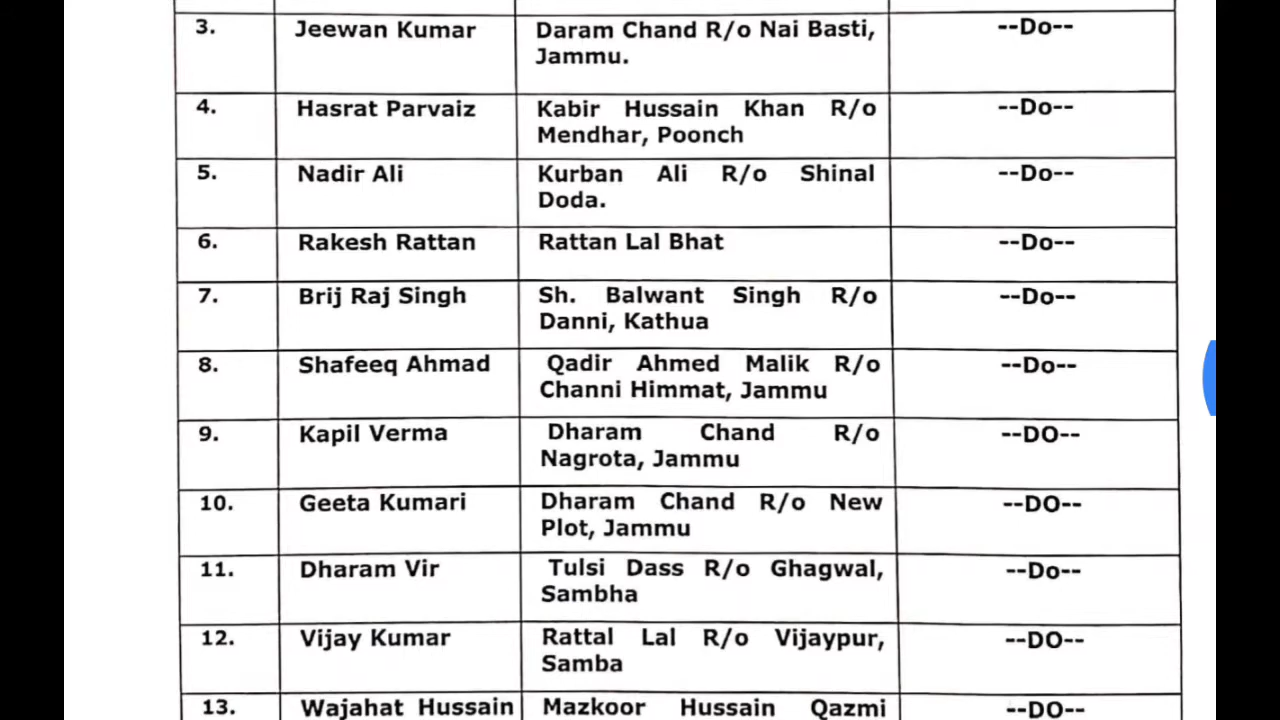 3. Jeewan Kumar Daram Chand R/o Nai Basti, --Do--
Jammu.
4. Hasrat Parvaiz Kabir Hussain Khan R/o --Do--
Mendhar, Poonch
5. Nadir Ali Kurban Ali R/o Shinal --Do--
Doda.
6. Rakesh Rattan Rattan Lal Bhat --Do--
7. Brij Raj Singh Sh. Balwant Singh R/o --Do--
Danni, Kathua
8. Shafeeq Ahmad Qadir Ahmed Malik R/o --Do--
Channi Himmat, Jammu
9. Kapil Verma Dharam Chand R/o --DO--
Nagrota, Jammu
10. Geeta Kumari Dharam Chand R/o New --DO--
Plot, Jammu
11. Dharam Vir Tulsi Dass R/o Ghagwal, --Do--
Sambha
12. Vijay Kumar Rattal Lal R/o Vijaypur, --DO--
Samba
13. Wajahat Hussain Mazkoor Hussain Qazmi --DO--